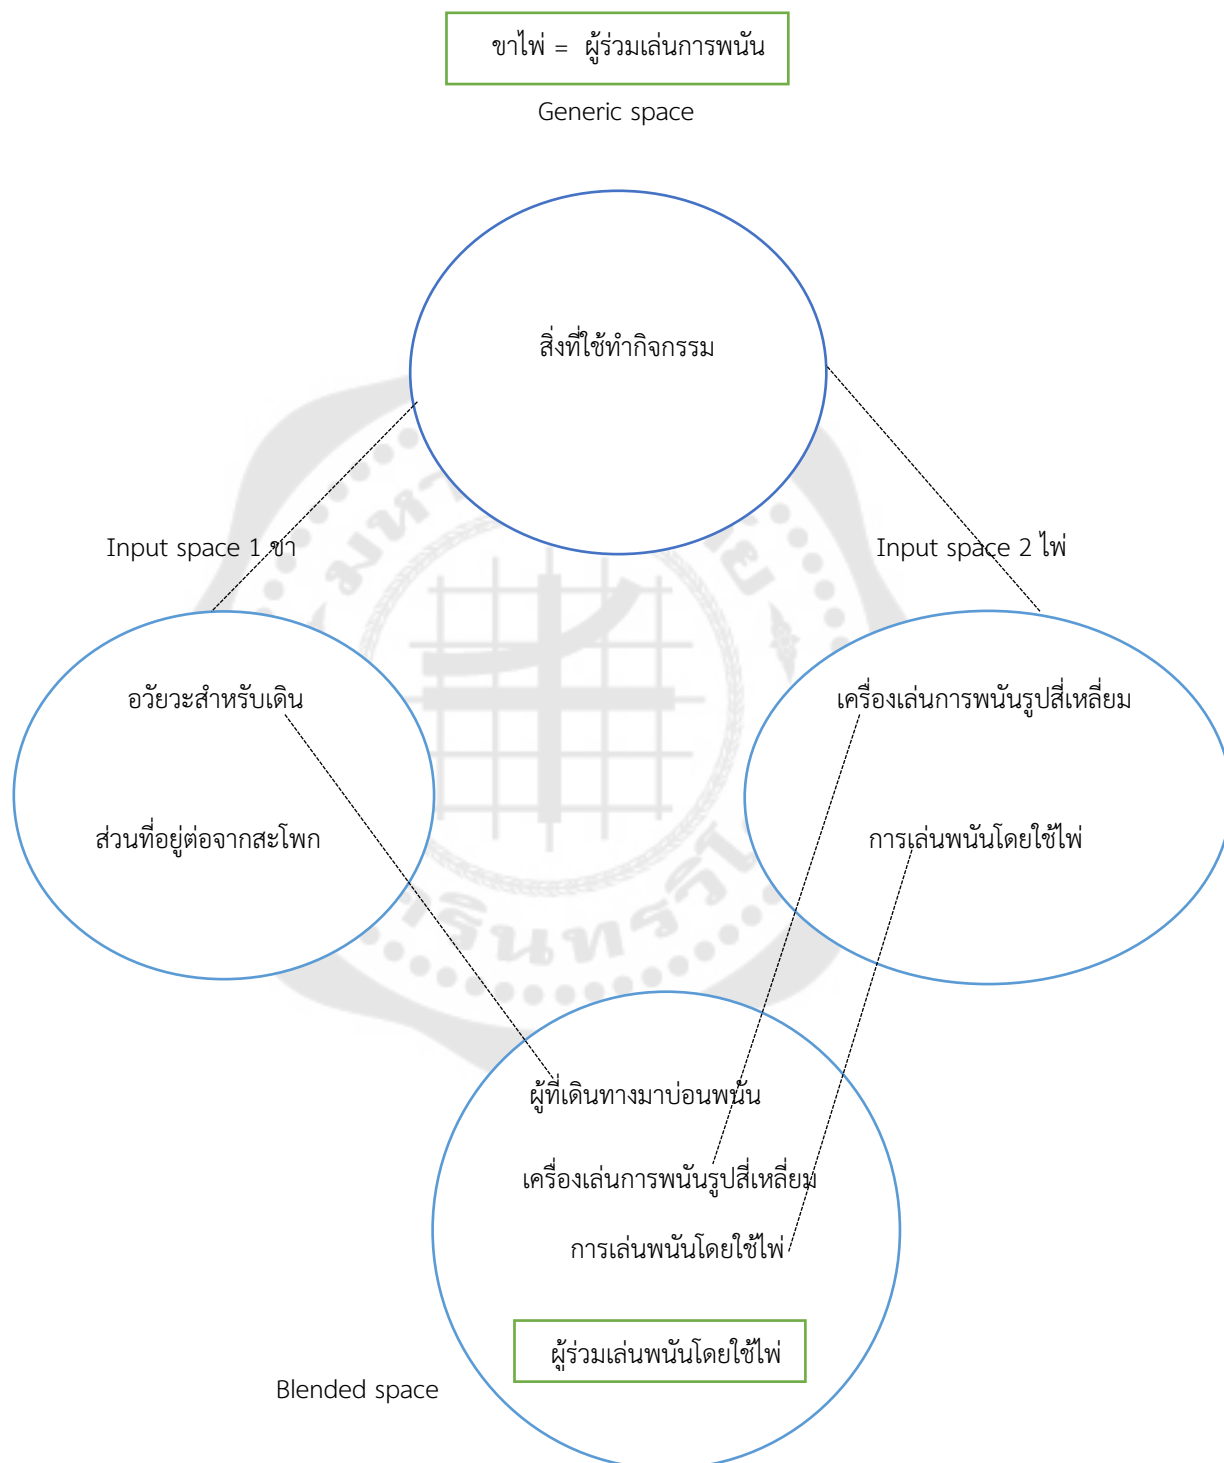 ขาไพ่ = ผู้ร่วมเล่นการพนัน
Generic space
สิ่งที่ใช้ทำกิจกรรม
Input space 1 ขา
Input space 2 ไพ่
อวัยวะสำหรับเดิน
เครื่องเล่นการพนันรูปสี่เหลี่ยม
ส่วนที่อยู่ต่อจากสะโพก
การเล่นพนันโดยใช้ไพ่
ผู้ที่เดินทางมาบ่อนพนัน
เครื่องเล่นการพนันรูปสี่เหลี่ยม
การเล่นพนันโดยใช้ไพ่
ผู้ร่วมเล่นพนันโดยใช้ไพ่
Blended space